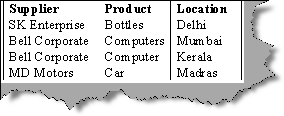 Supplier Product Location
SK Enterprise Bottles Delhi
Bell Corporate Computers Mumbai
Bell Corporate Computer Kerala
MD Motors Car Madras